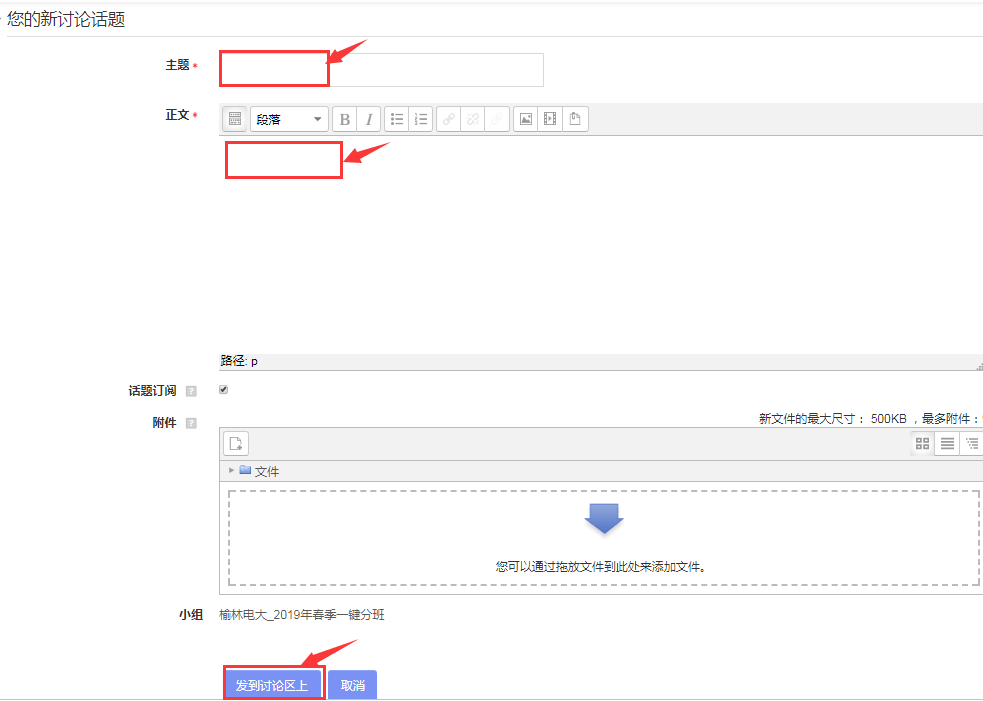 您的新讨论话题
主题*
正文*
段落
B I
路径: p
话题订阅 ?
附件 ?
新文件的最大尺寸： 500KB ，最多附件：
文件
您可以通过拖放文件到此处来添加文件。
小组 榆林电大_2019年春季一键分班
发到讨论区上 取消